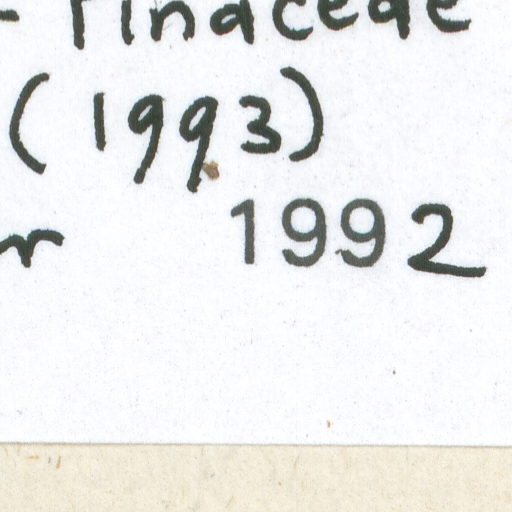 - Pinaceae
(1993)
r 1992